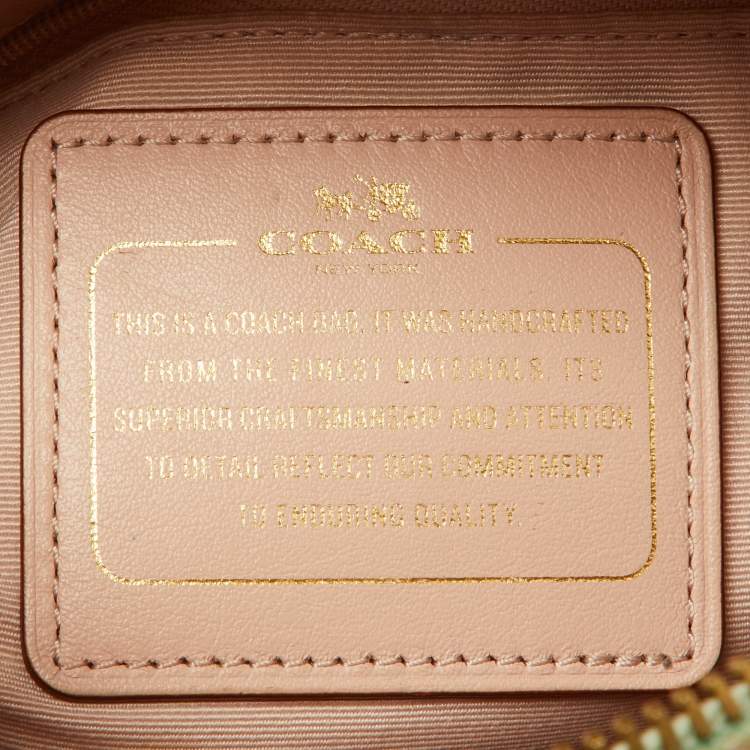 COACH
NEW YORK
THIS IS A COACH BAG. IT WAS HANDCRAFTED
FROM THE FINEST MATERIALS. ITS
SUPERIOR CRAFTSMANSHIP AND ATTENTION
TO DETAIL REFLECT OUR COMMITMENT
TO ENDURING QUALITY.